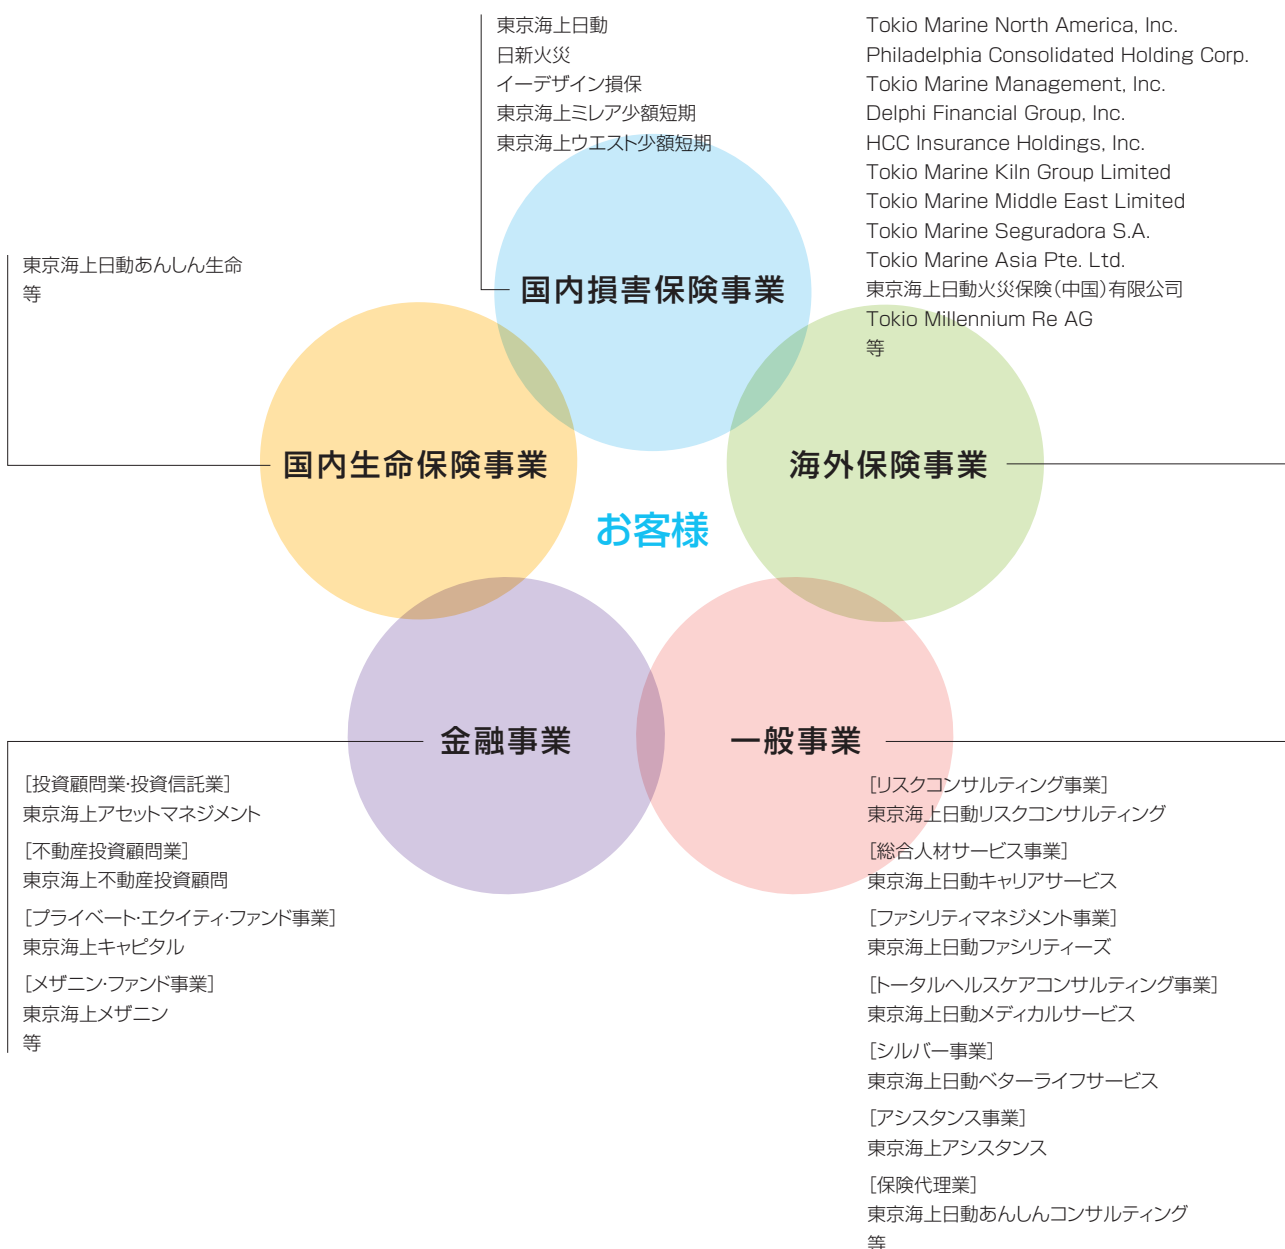 東京海上日動
日新火災
イーデザイン損保
東京海上ミレア少額短期
東京海上ウエスト少額短期
国内損害保険事業
Tokio Marine North America, Inc.
Philadelphia Consolidated Holding Corp.
Tokio Marine Management, Inc.
Delphi Financial Group, Inc.
HCC Insurance Holdings, Inc.
Tokio Marine Kiln Group Limited
Tokio Marine Middle East Limited
Tokio Marine Seguradora S.A.
Tokio Marine Asia Pte. Ltd.
東京海上日動火災保険(中国)有限公司
Tokio Millennium Re AG
等
海外保険事業
東京海上日動あんしん生命
等
国内生命保険事業
お客様
金融事業
[投資顧問業・投資信託業]
東京海上アセットマネジメント
[不動産投資顧問業]
東京海上不動産投資顧問
[プライベート・エクイティ・ファンド事業]
東京海上キャピタル
[メザニン・ファンド事業]
東京海上メザニン
等
一般事業
[リスクコンサルティング事業]
東京海上日動リスクコンサルティング
[総合人材サービス事業]
東京海上日動キャリアサービス
[ファシリティマネジメント事業]
東京海上日動ファシリティーズ
[トータルヘルスケアコンサルティング事業]
東京海上日動メディカルサービス
[シルバー事業]
東京海上日動ベターライフサービス
[アシスタンス事業]
東京海上アシスタンス
[保険代理業]
東京海上日動あんしんコンサルティング
等